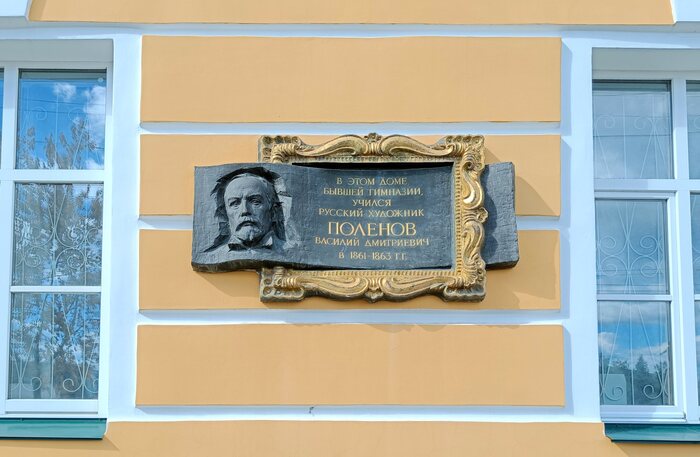 В ЭТОМ ДОМЕ
БЫВШЕЙ ГИМНАЗИИ,
УЧИЛСЯ
РУССКИЙ ХУДОЖНИК
ПОЛЕНОВ
ВАСИЛИЙ ДМИТРИЕВИЧ
В 1861-1863 Г.Г.